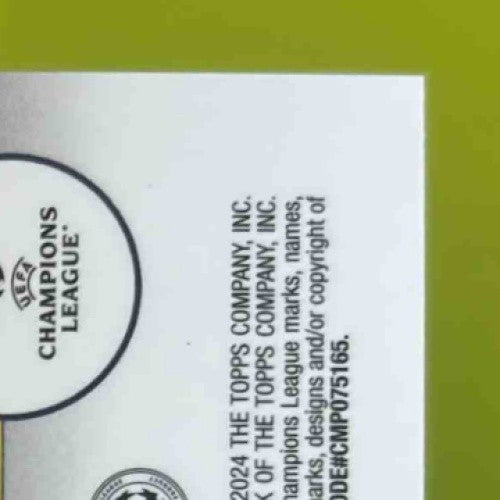 UEFA
CHAMPIONS
LEAGUE
2024 THE TOPPS COMPANY, INC.
K OF THE TOPPS COMPANY, INC.
hampions League marks, names,
arks, designs and/or copyright of
ODE#CMP075165.